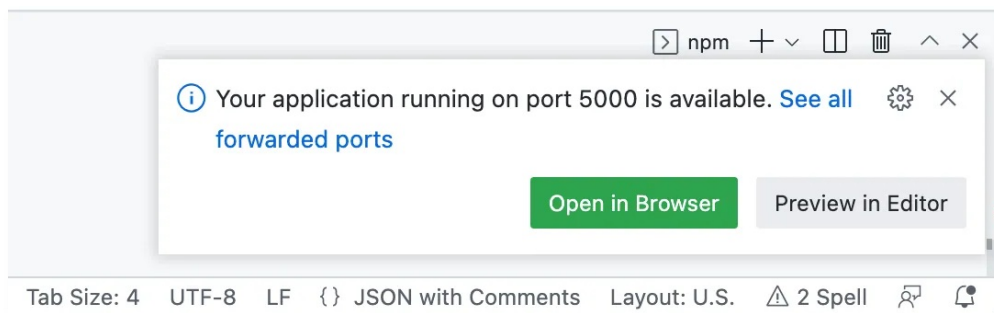 npm
Your application running on port 5000 is available. See all
forwarded ports
Open in Browser Preview in Editor
Tab Size: 4 UTF-8 LF {} JSON with Comments Layout: U.S. 2 Spell